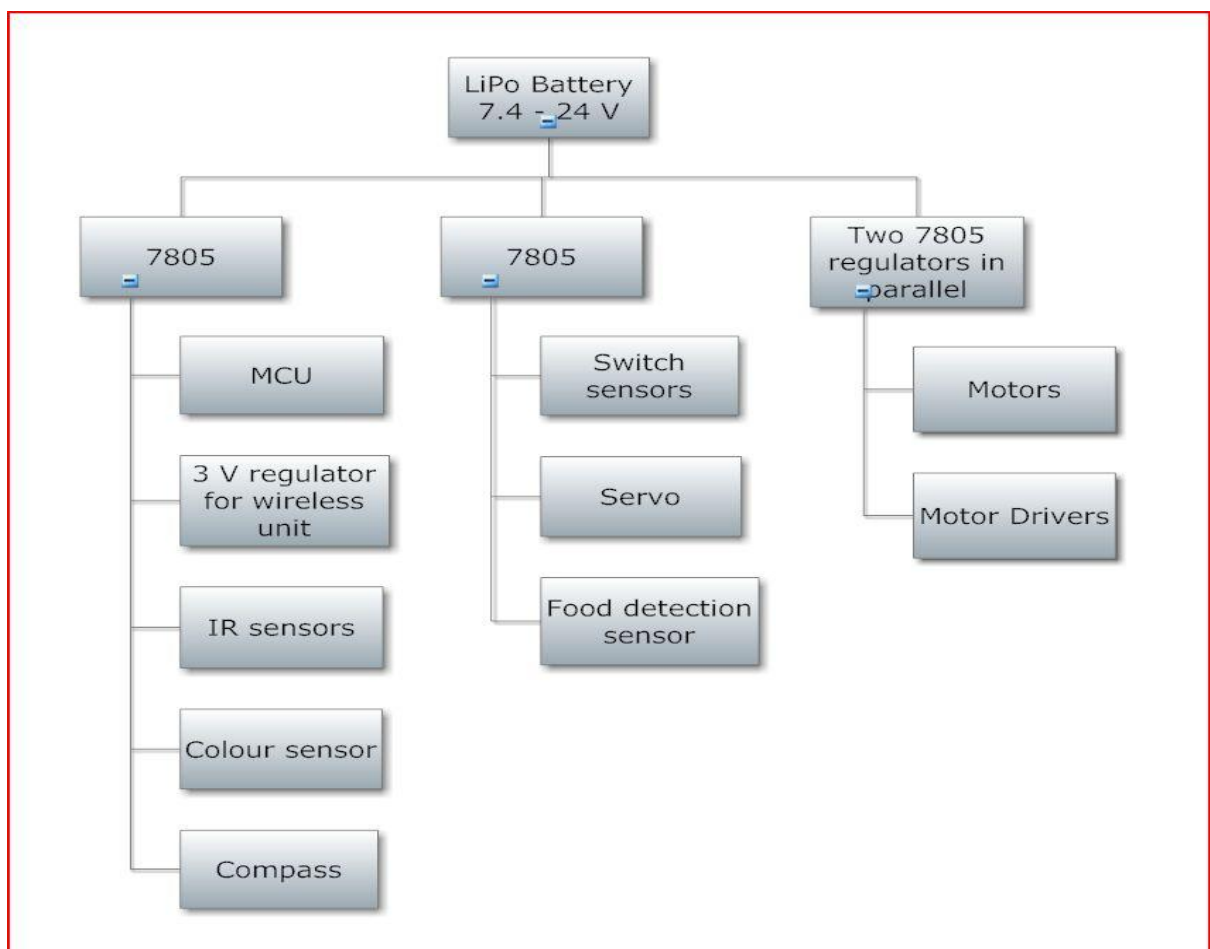 LiPo Battery
7.4 - 24 V
7805
7805
Two 7805
regulators in
parallel
MCU
3 V regulator
for wireless
unit
IR sensors
Colour sensor
Compass
Switch
sensors
Servo
Food detection
sensor
Motors
Motor Drivers